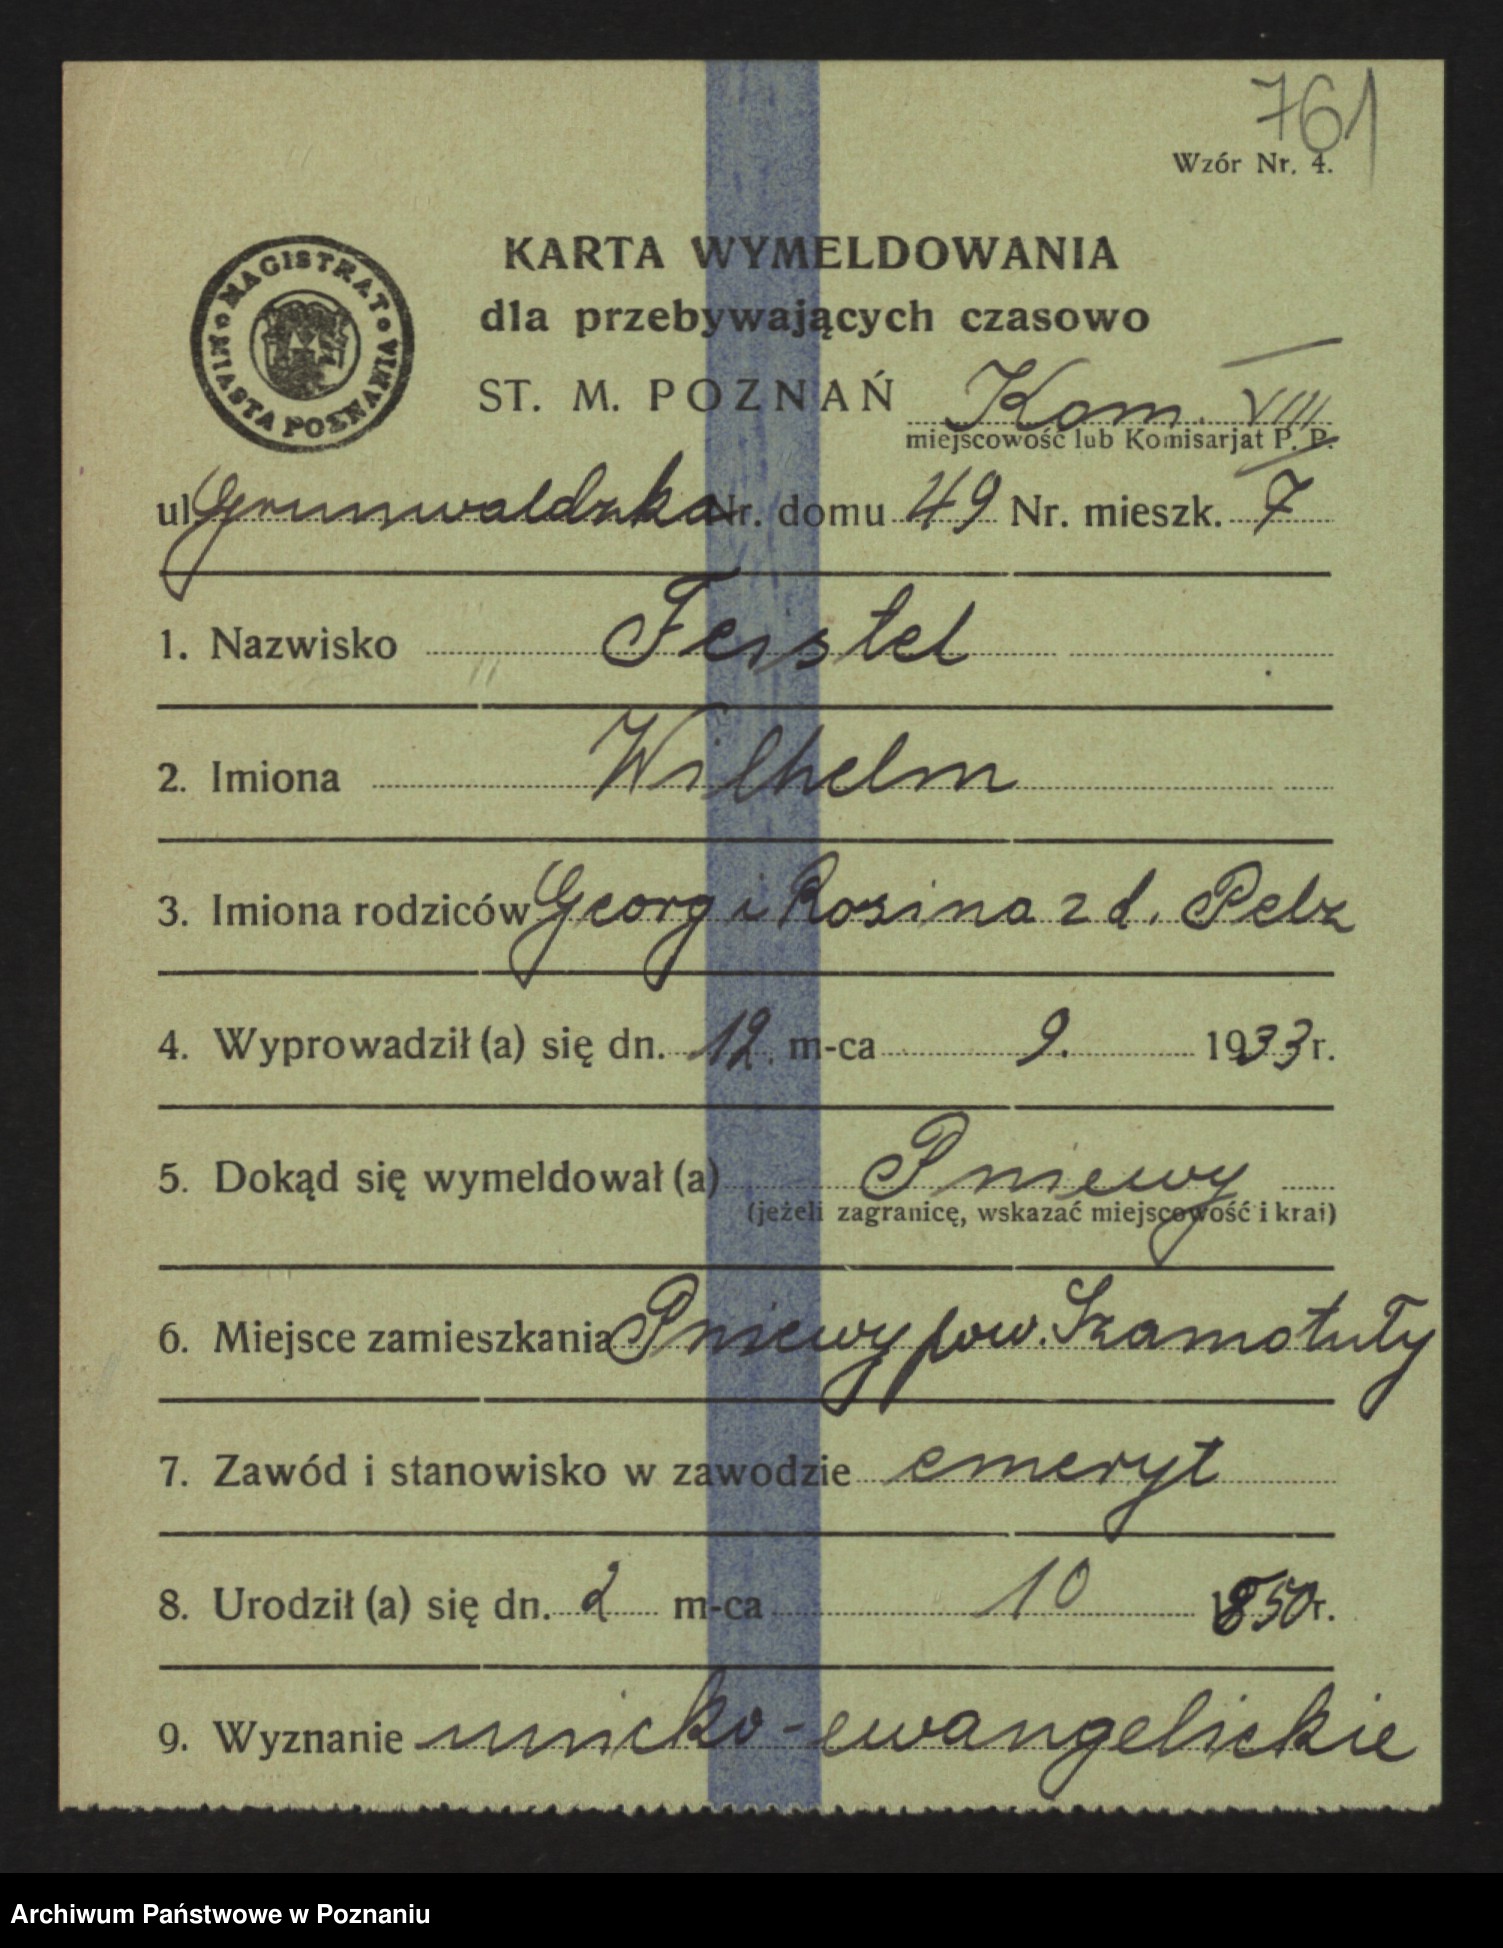 761
Wzór Nr. 4.
MAGISTRAT MIASTA POZNANIA
KARTA WYMELDOWANIA
dla przebywających czasowo
ST. M. POZNAŃ Kom. VIII
miejscowość lub Komisarjat P. P.
ul Grunwaldzka Nr. domu 49 Nr. mieszk. 7
1. Nazwisko Feistel
2. Imiona Wilhelm
3. Imiona rodziców Georg i Rosina z d. Pelz
4. Wyprowadził (a) się dn. 12. m-ca 9. 1933 r.
5. Dokąd się wymeldował (a) Pniewy
(jeżeli zagranicę, wskazać miejscowość i kraj)
6. Miejsce zamieszkania Pniewy pow. Szamotuły
7. Zawód i stanowisko w zawodzie emeryt
8. Urodził (a) się dn. 2 m-ca 10 1850 r.
9. Wyznanie unicko-ewangelickie
Archiwum Państwowe w Poznaniu